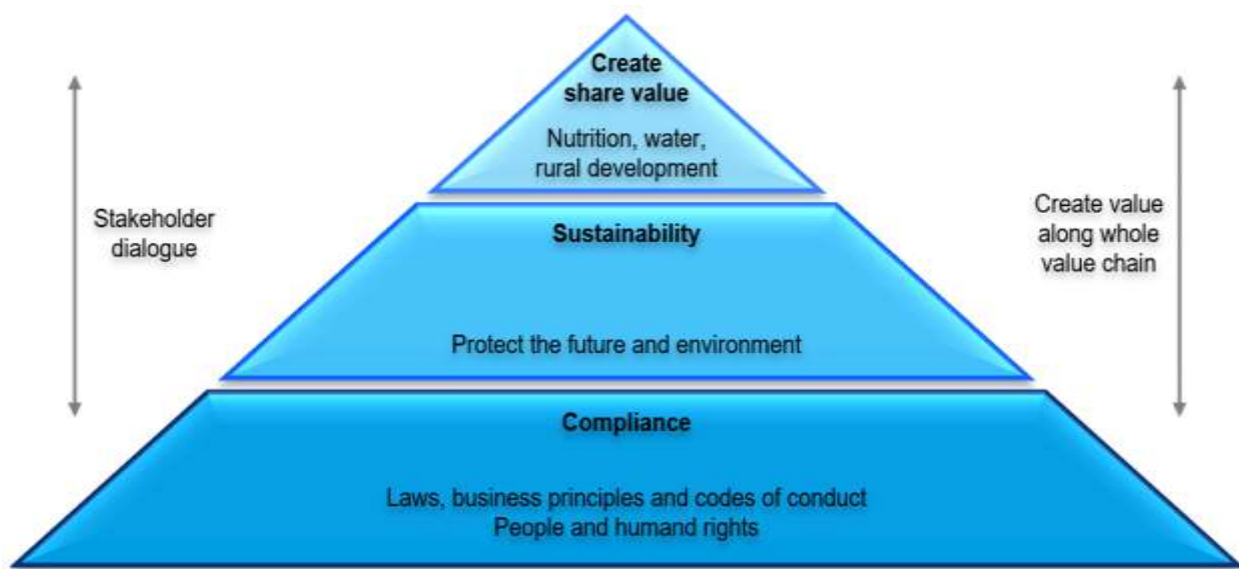 Create
share value
Nutrition, water,
rural development
Stakeholder
dialogue
Create value
along whole
value chain
Sustainability
Protect the future and environment
Compliance
Laws, business principles and codes of conduct
People and humand rights